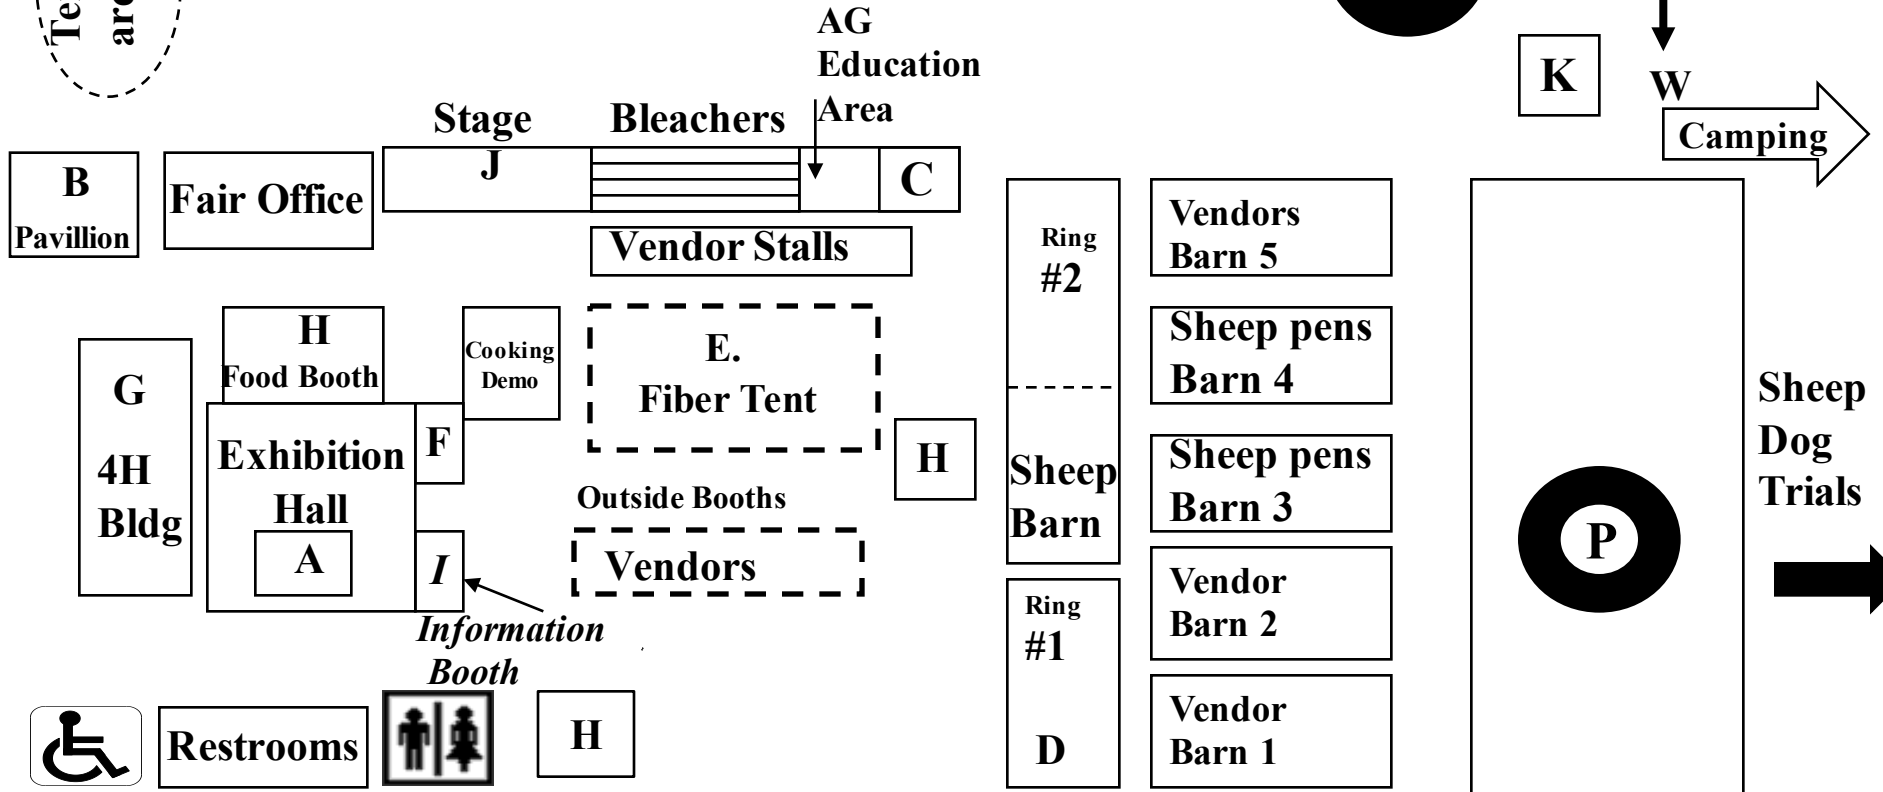 AG
Education
Area
K
W
Camping
Stage
J
Bleachers
C
B
Pavillion
Fair Office
Vendor Stalls
Ring
#2
Vendors
Barn 5
H
Food Booth
Cooking
Demo
E.
Fiber Tent
Sheep pens
Barn 4
G
4H
Bldg
Exhibition
Hall
A
F
I
H
Sheep
Barn
Sheep pens
Barn 3
Sheep
Dog
Trials
P
Outside Booths
Vendors
Information
Booth
Ring
#1
D
Vendor
Barn 2
Restrooms
H
Vendor
Barn 1